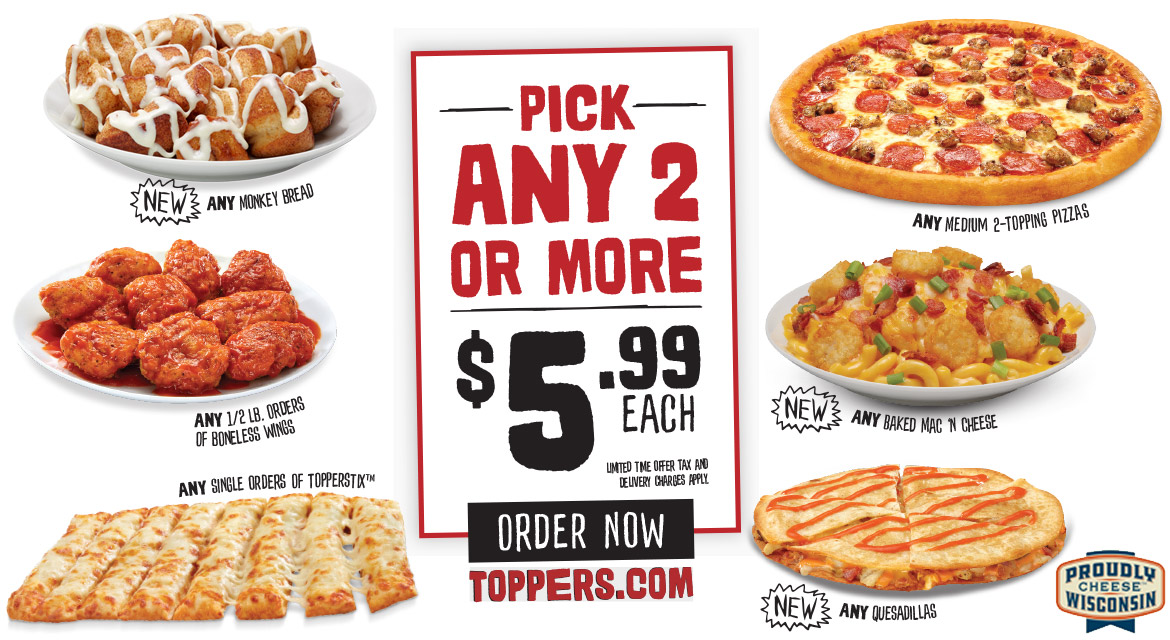 PICK
ANY 2
OR MORE
$5.99
EACH
LIMITED TIME OFFER TAX AND
DELIVERY CHARGES APPLY.
ORDER NOW
TOPPERS.COM
NEW
ANY MONKEY BREAD
ANY 1/2 LB. ORDERS
OF BONELESS WINGS
ANY SINGLE ORDERS OF TOPPERSTIX™
ANY MEDIUM 2-TOPPING PIZZAS
NEW
ANY BAKED MAC 'N CHEESE
NEW
ANY QUESADILLAS
PROUDLY
CHEESE™
WISCONSIN